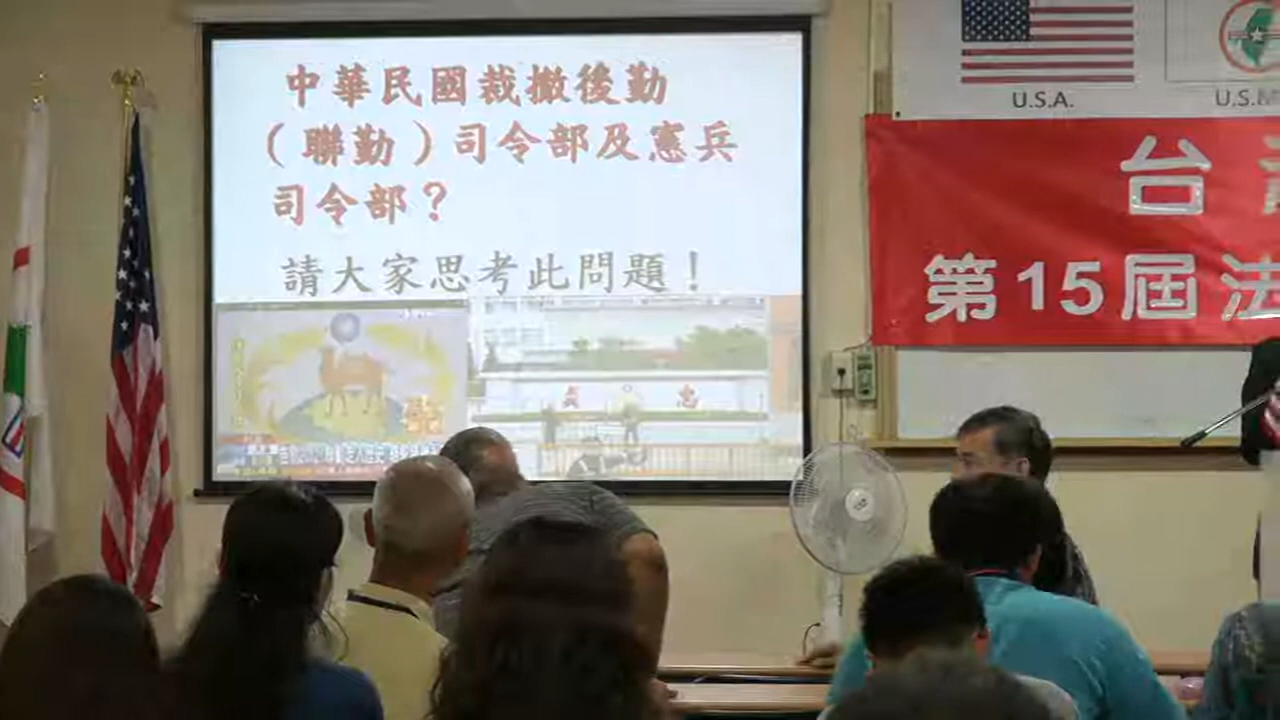 中華民國裁撤後勤
（聯勤）司令部及憲兵
司令部？
請大家思考此問題！
U.S.A.
U.S.M
台
第15屆法